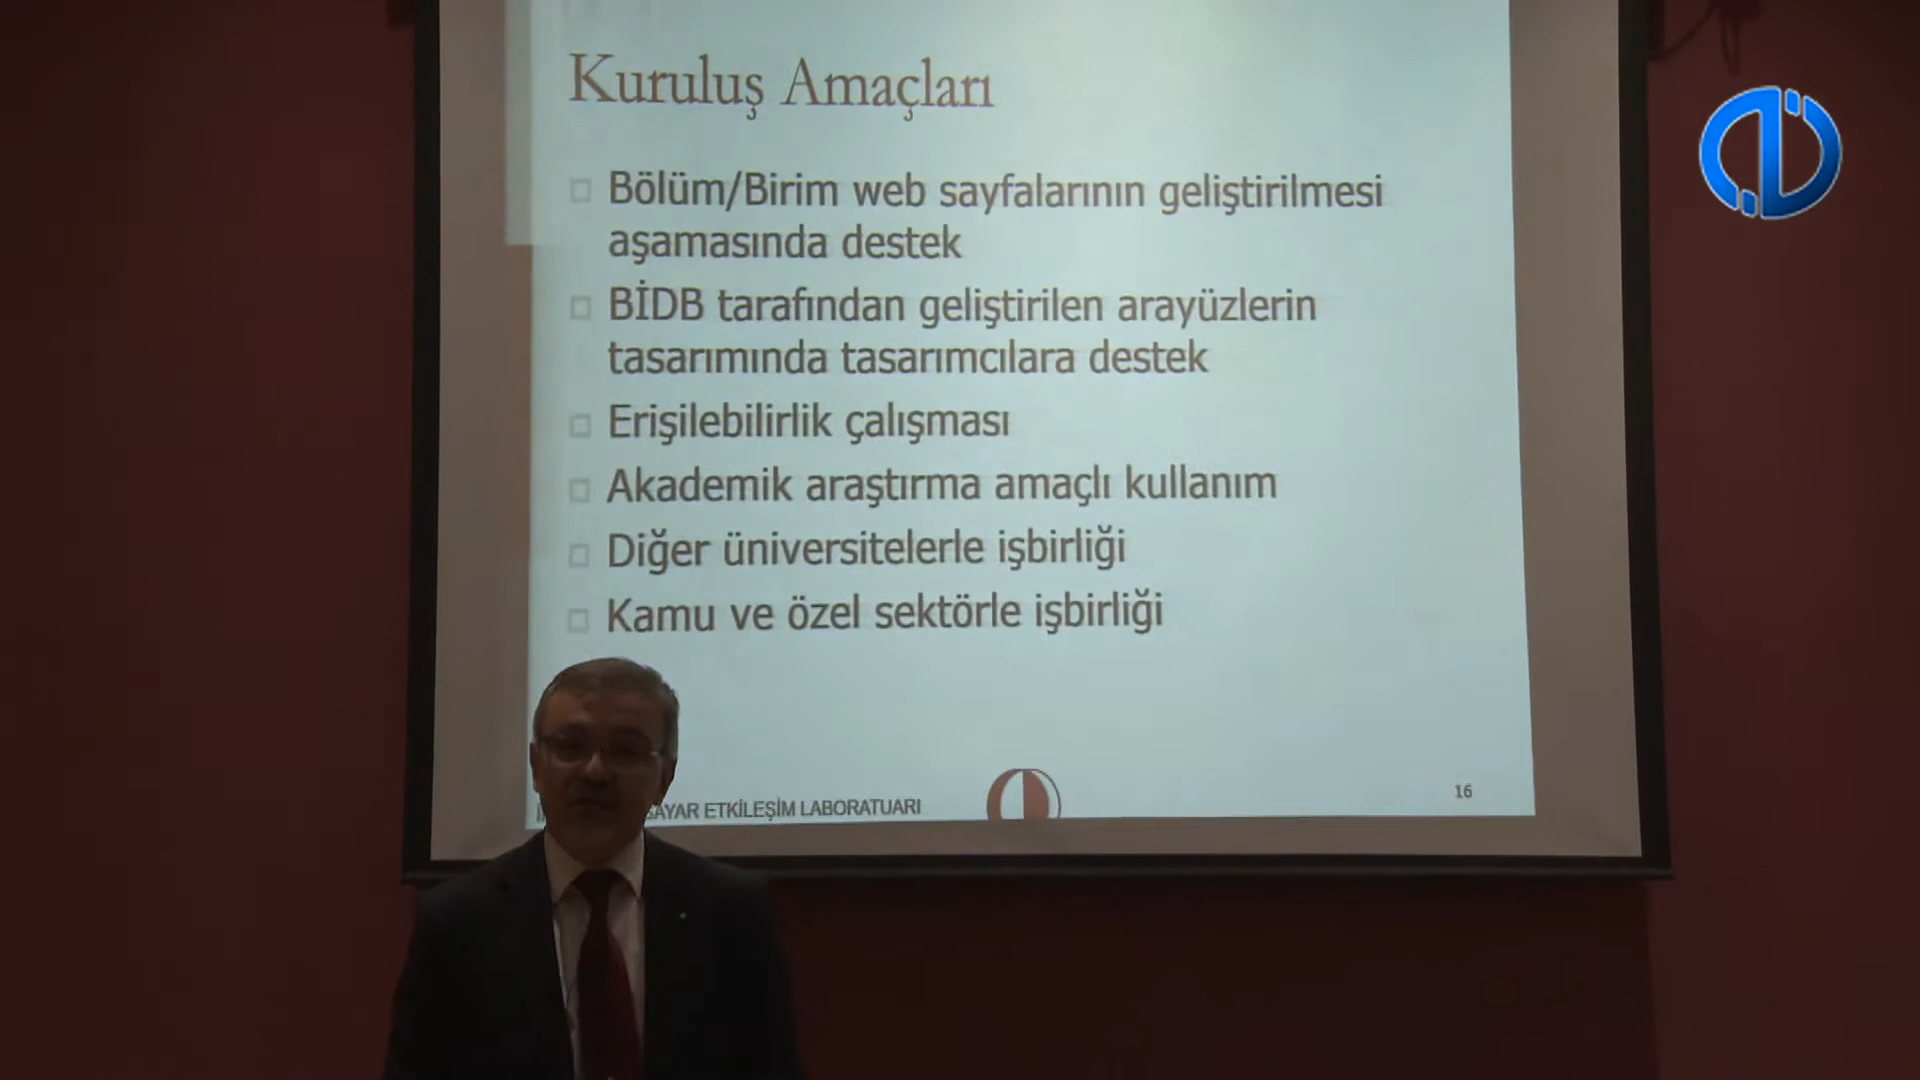 Kuruluş Amaçları
Bölüm/Birim web sayfalarının geliştirilmesi
aşamasında destek
BİDB tarafından geliştirilen arayüzlerin
tasarımında tasarımcılara destek
Erişilebilirlik çalışması
Akademik araştırma amaçlı kullanım
Diğer üniversitelerle işbirliği
Kamu ve özel sektörle işbirliği
ETKİLEŞİM LABORATUARI
16